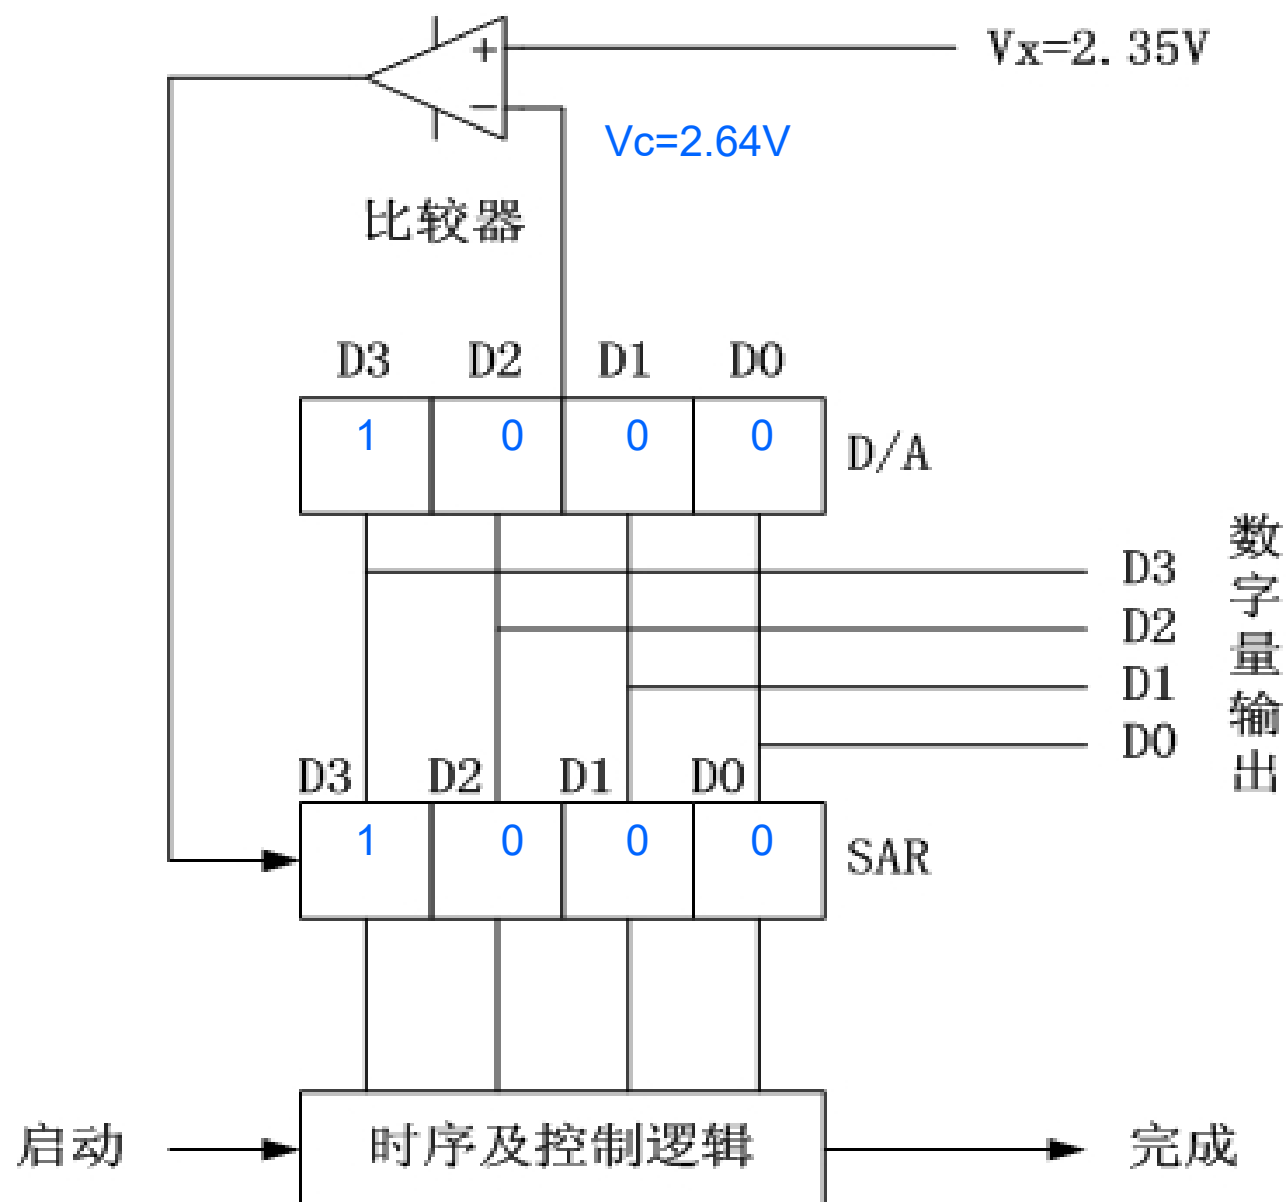 +
Vx=2.35V
−
Vc=2.64V
比较器
D3 D2 D1 D0
1 0 0 0
D/A
D3
D2
D1
D0
数字量输出
D3 D2 D1 D0
1 0 0 0
SAR
启动
时序及控制逻辑
完成